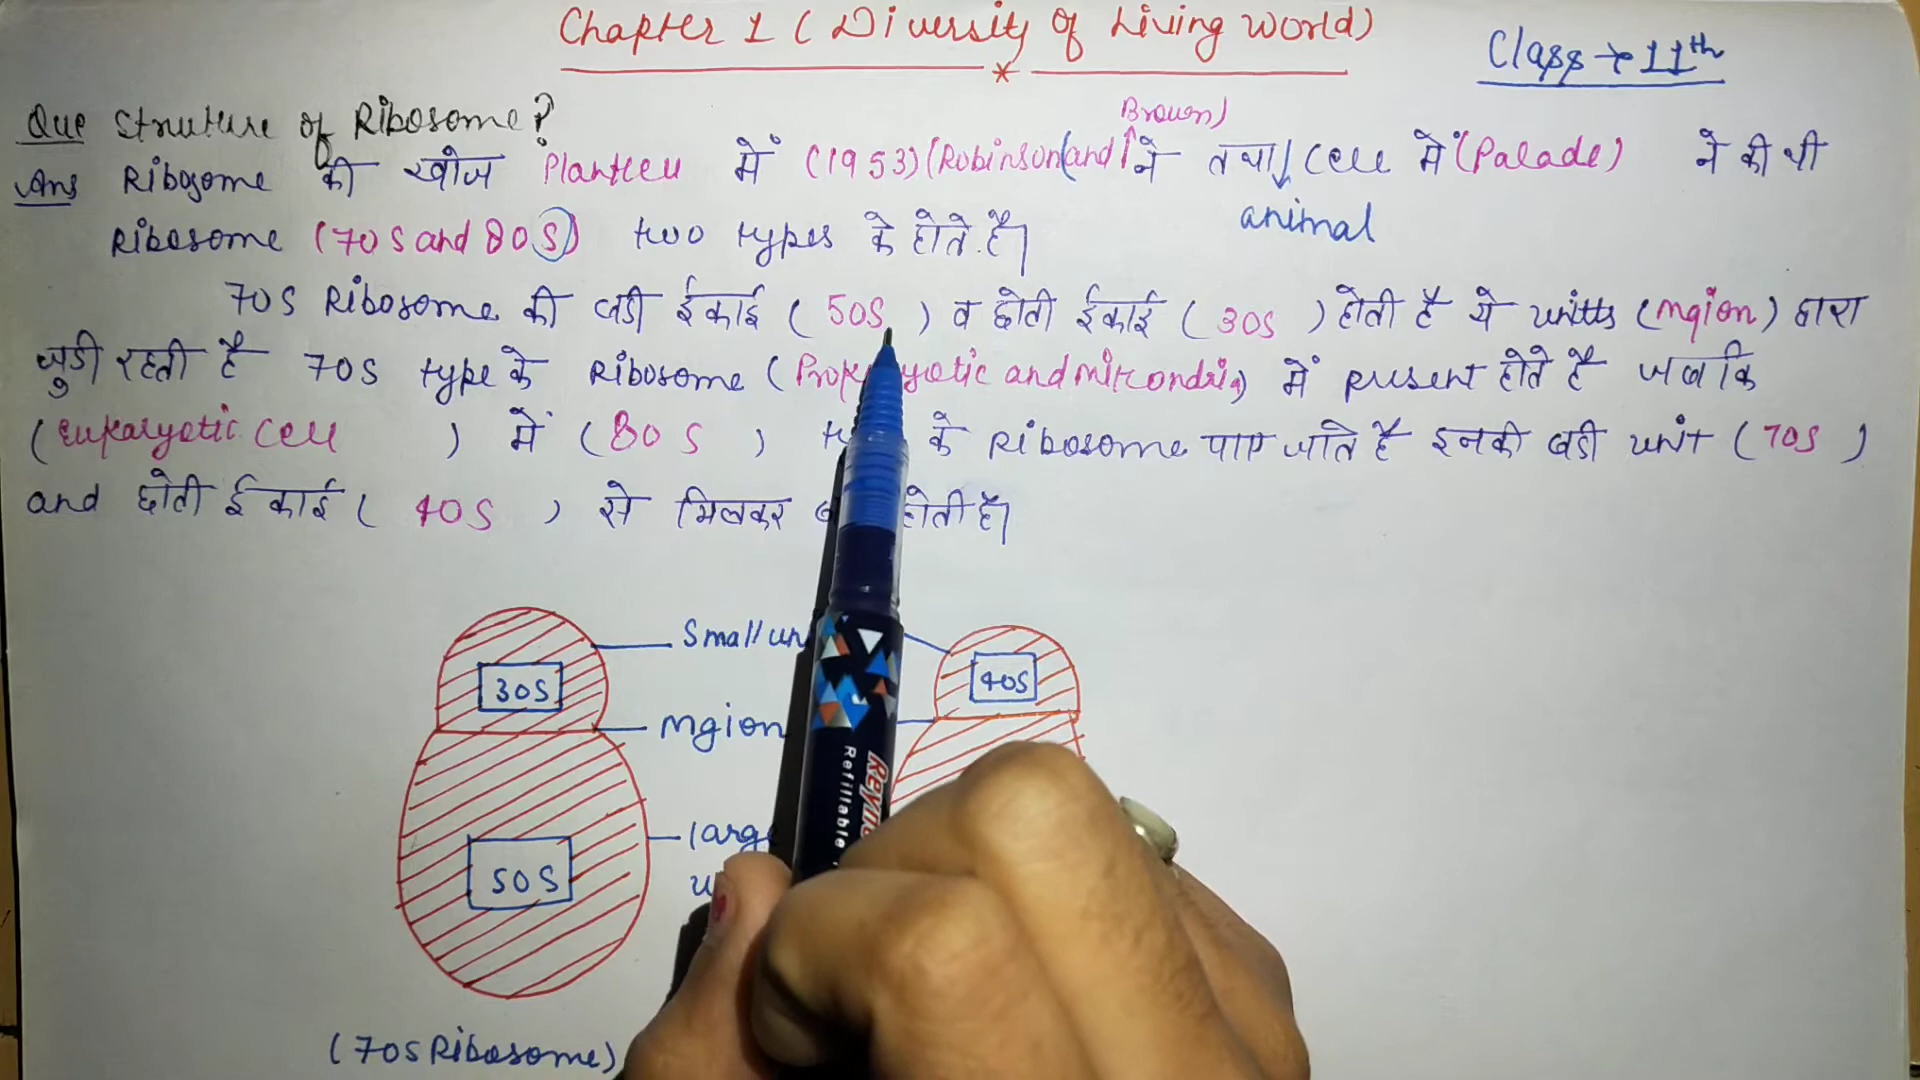 Chapter 1 ( Diversity of Living World)
Class → 11th
Que Struture of Ribosome?
Brown)
Ans Ribosome की खोज Plantcell में (1953) (Robinson and ने तथा Cell में (Palade) ने की थी
animal
Ribosome (70S and 80S) two types के होते है।
70S Ribosome की बडी ईकाई ( 50S ) व छोटी ईकाई ( 30S ) होती है ये units (mgion) द्वारा
जुडी रहती है 70S type के Ribosome ( and mitcondria) में present होते है जबकि
(Eukaryotic Cell ) में (80 S ) के Ribosome पाए जाते है इनकी बडी unit ( 70S )
and छोटी ईकाई ( 40S ) से मिलकर होती है।
Small
30S
40S
Mgion
50S
(70S Ribosome)
Refillable